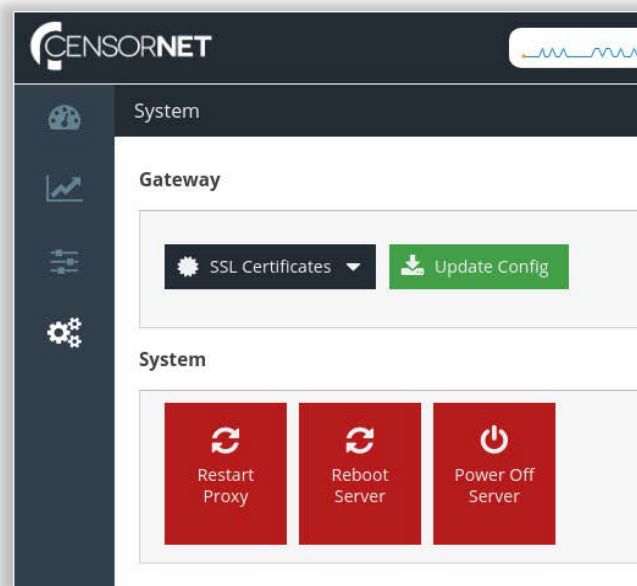 CENSORNET
System
Gateway
SSL Certificates
Update Config
System
Restart
Proxy
Reboot
Server
Power Off
Server